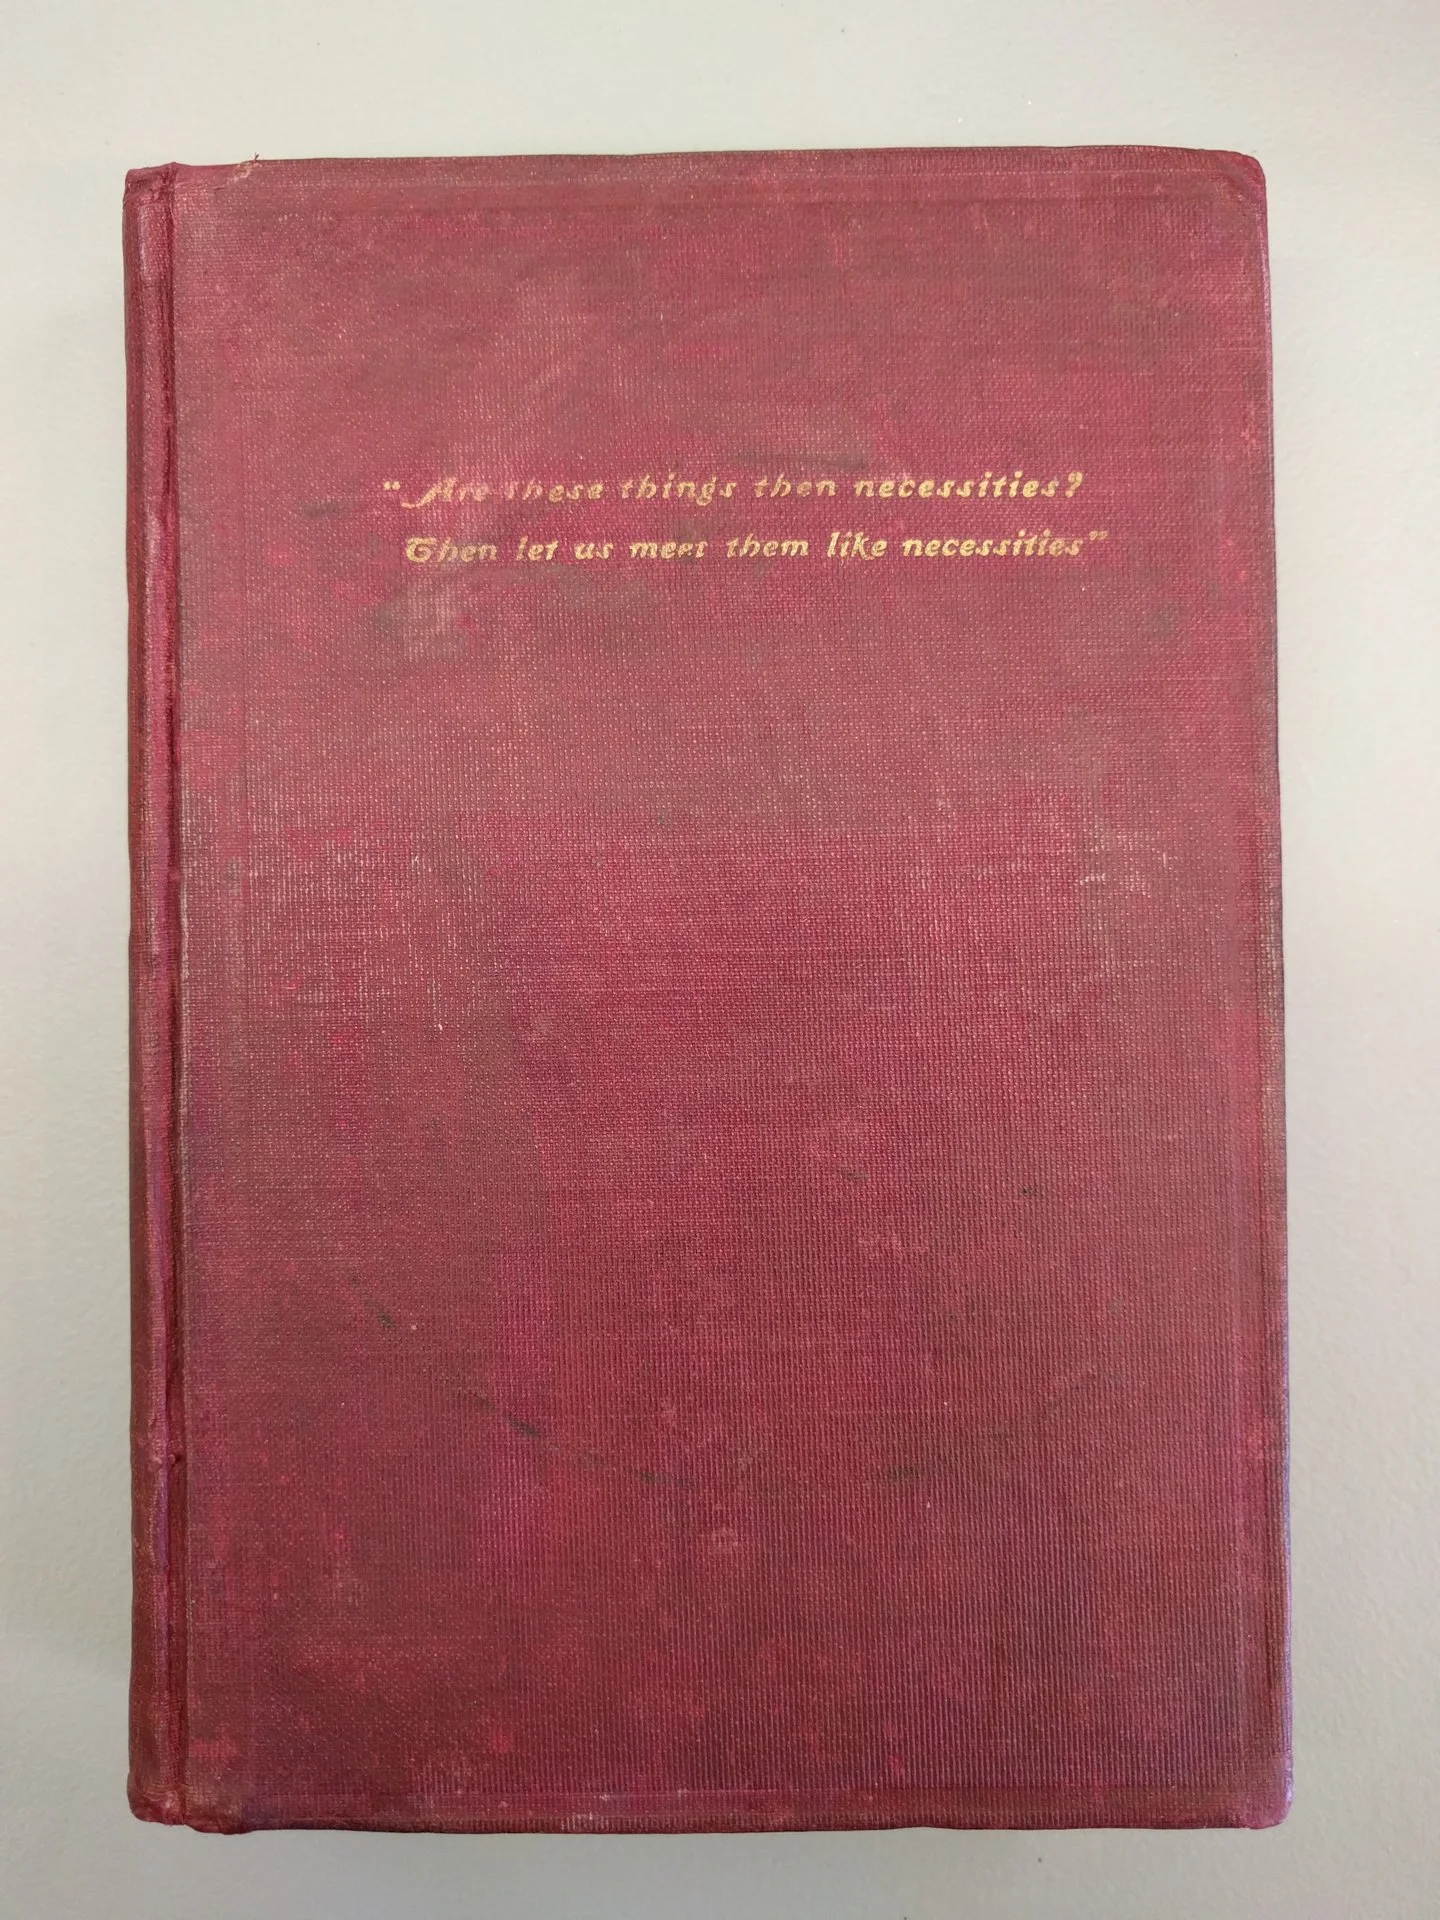 "Are these things then necessities?
Then let us meet them like necessities"